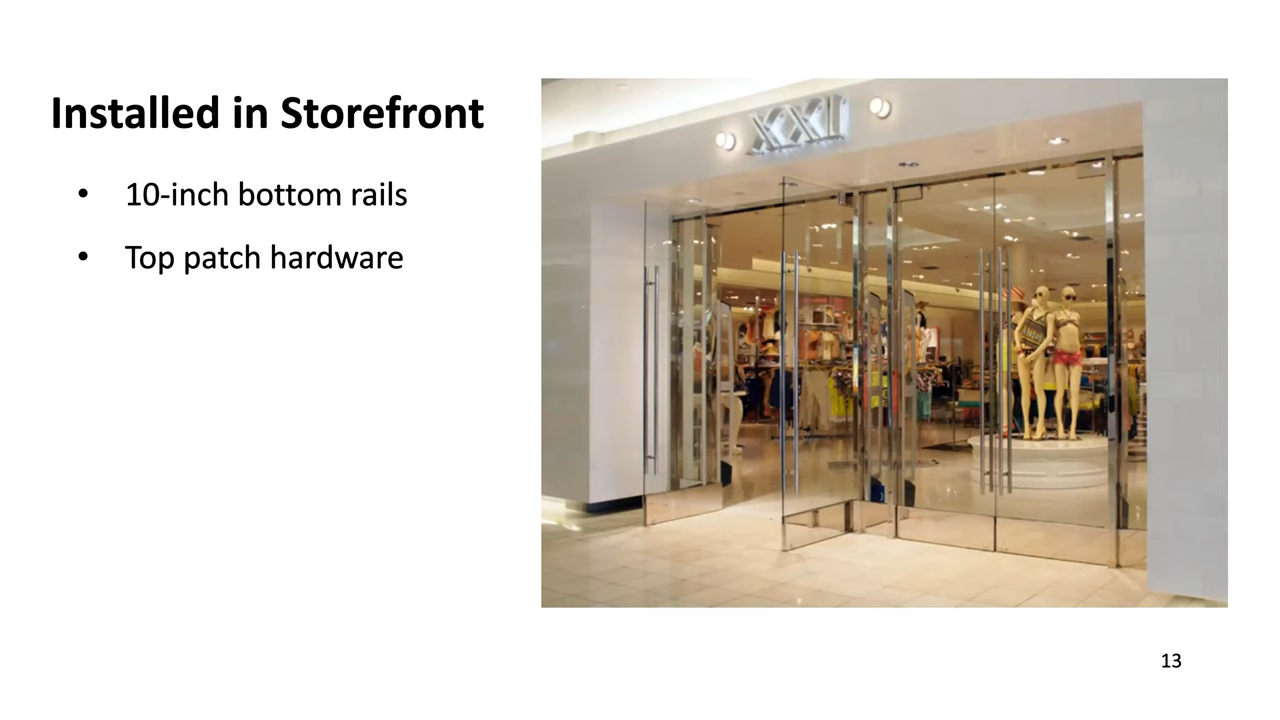 Installed in Storefront
• 10-inch bottom rails
• Top patch hardware
XXI
13